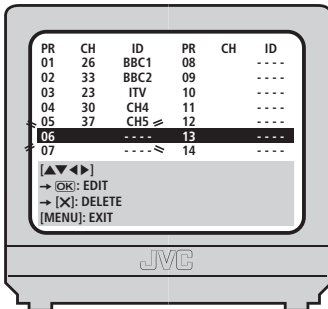 PR CH ID PR CH ID
01 26 BBC1 08 - - - -
02 33 BBC2 09 - - - -
03 23 ITV 10 - - - -
04 30 CH4 11 - - - -
05 37 CH5 12 - - - -
06 - - - - 13 - - - -
07 - - - - 14 - - - -
[▲▼◀▶]
→ OK: EDIT
→ [X]: DELETE
[MENU]: EXIT
JVC